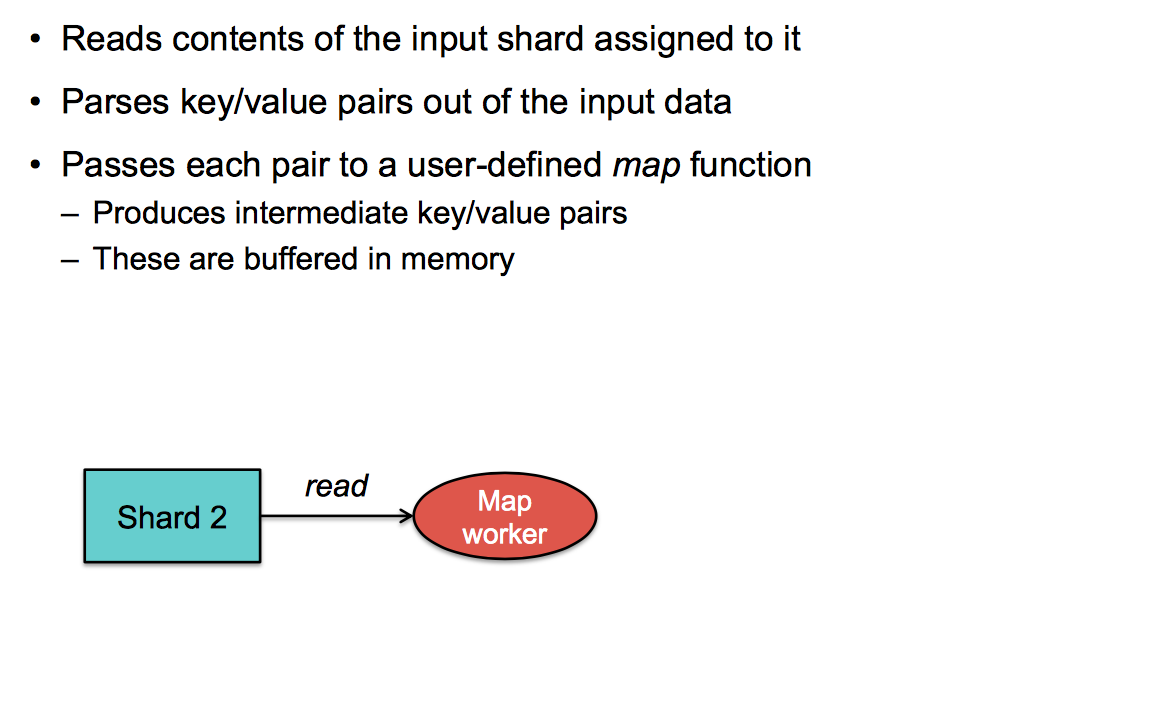 • Reads contents of the input shard assigned to it
• Parses key/value pairs out of the input data
• Passes each pair to a user-defined map function
– Produces intermediate key/value pairs
– These are buffered in memory
read
Shard 2
Map
worker